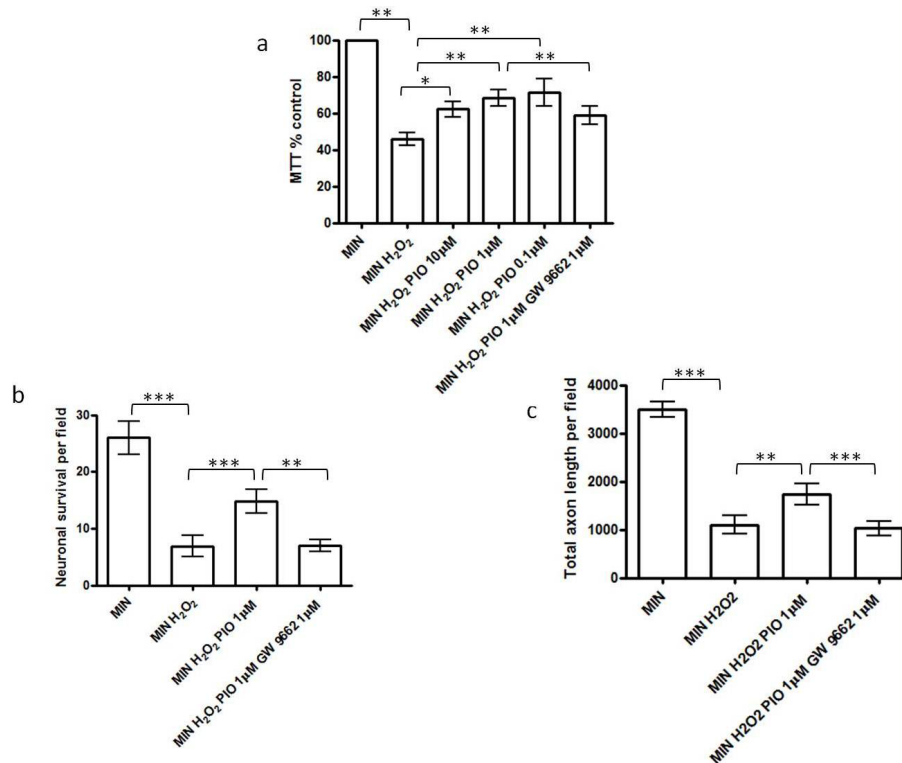 a
**
**
**
**
*
MTT % control
100
80
60
40
20
0
MIN
MIN H₂O₂
MIN H₂O₂ PIO 10µM
MIN H₂O₂ PIO 1µM
MIN H₂O₂ PIO 0.1µM
MIN H₂O₂ PIO 1µM GW 9662 1µM
b
***
***
**
Neuronal survival per field
30
20
10
0
MIN
MIN H₂O₂
MIN H₂O₂ PIO 1µM
MIN H₂O₂ PIO 1µM GW 9662 1µM
c
***
**
***
Total axon length per field
4000
3000
2000
1000
0
MIN
MIN H2O2
MIN H2O2 PIO 1µM
MIN H2O2 PIO 1µM GW 9662 1µM